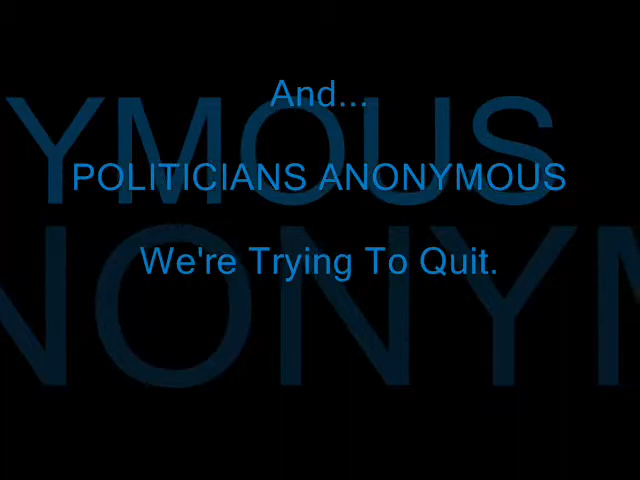 And...
YMOUS
POLITICIANS ANONYMOUS
We're Trying To Quit.
NONYM